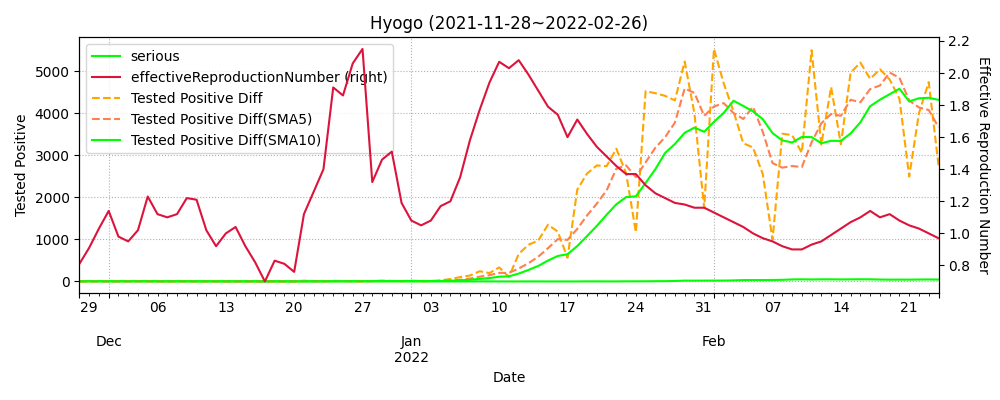 Hyogo (2021-11-28~2022-02-26)
serious
effectiveReproductionNumber (right)
Tested Positive Diff
Tested Positive Diff(SMA5)
Tested Positive Diff(SMA10)
Tested Positive
5000
4000
3000
2000
1000
0
2.2
2.0
1.8
1.6
1.4
1.2
1.0
0.8
Effective Reproduction Number
29 06 13 20 27 03 10 17 24 31 07 14 21
Dec Jan Feb
2022
Date